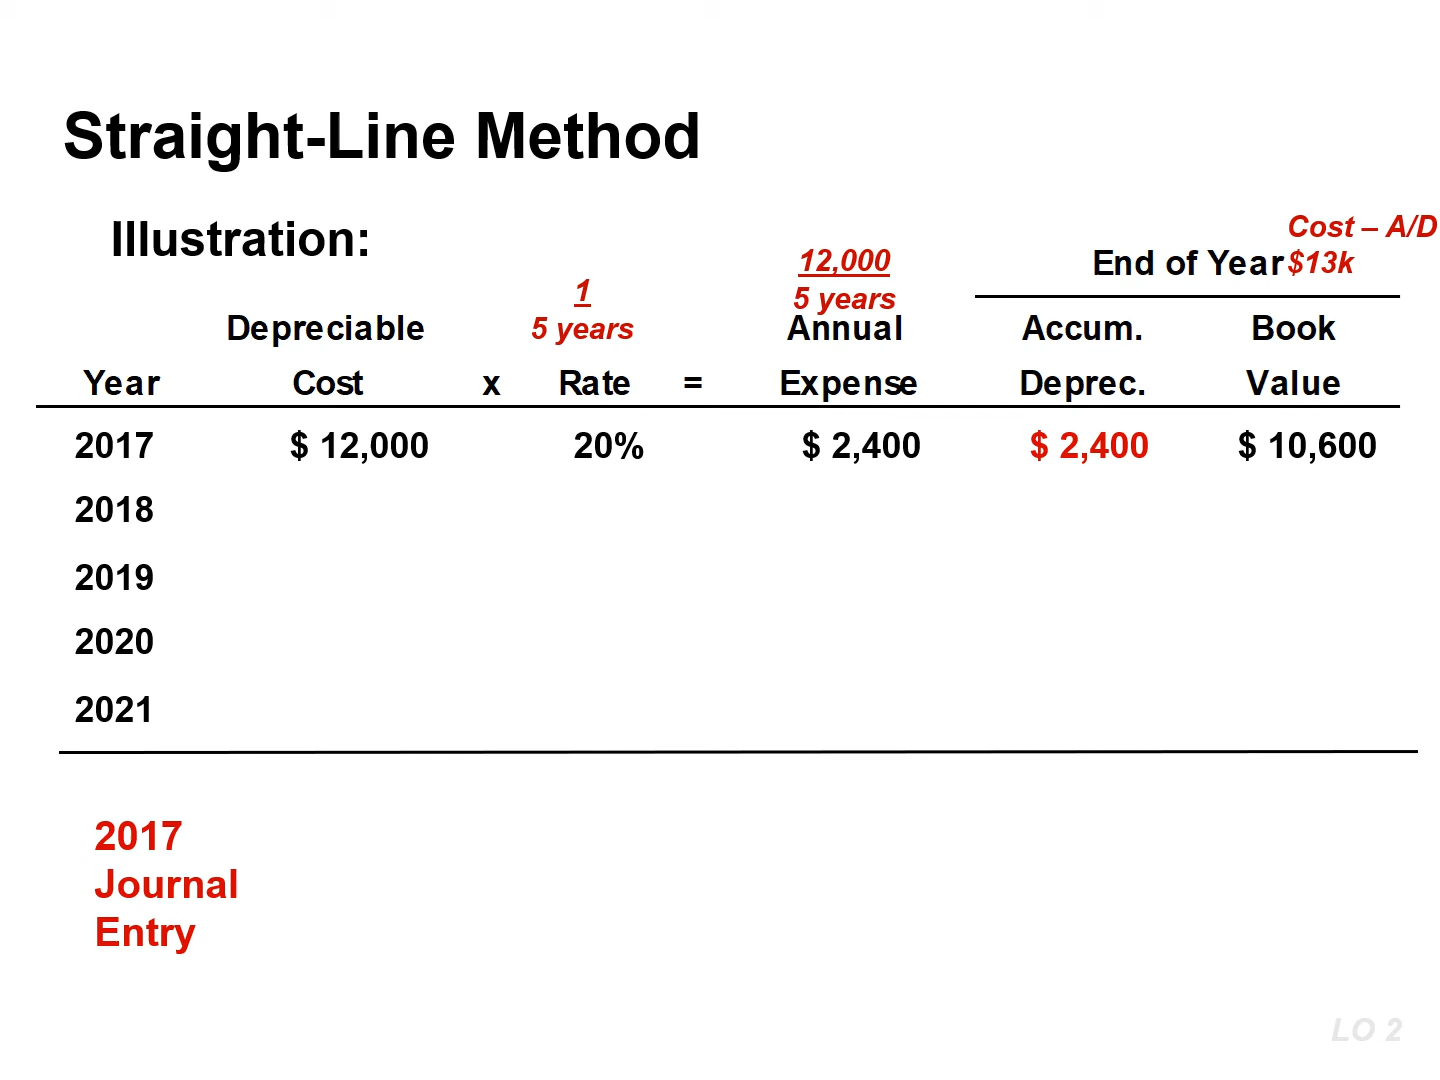 Straight-Line Method
Illustration:
Cost – A/D
End of Year $13k
12,000
5 years
1
5 years
Depreciable Annual Accum. Book
Year Cost x Rate = Expense Deprec. Value
2017 $ 12,000 20% $ 2,400 $ 2,400 $ 10,600
2018
2019
2020
2021
2017
Journal
Entry
LO 2